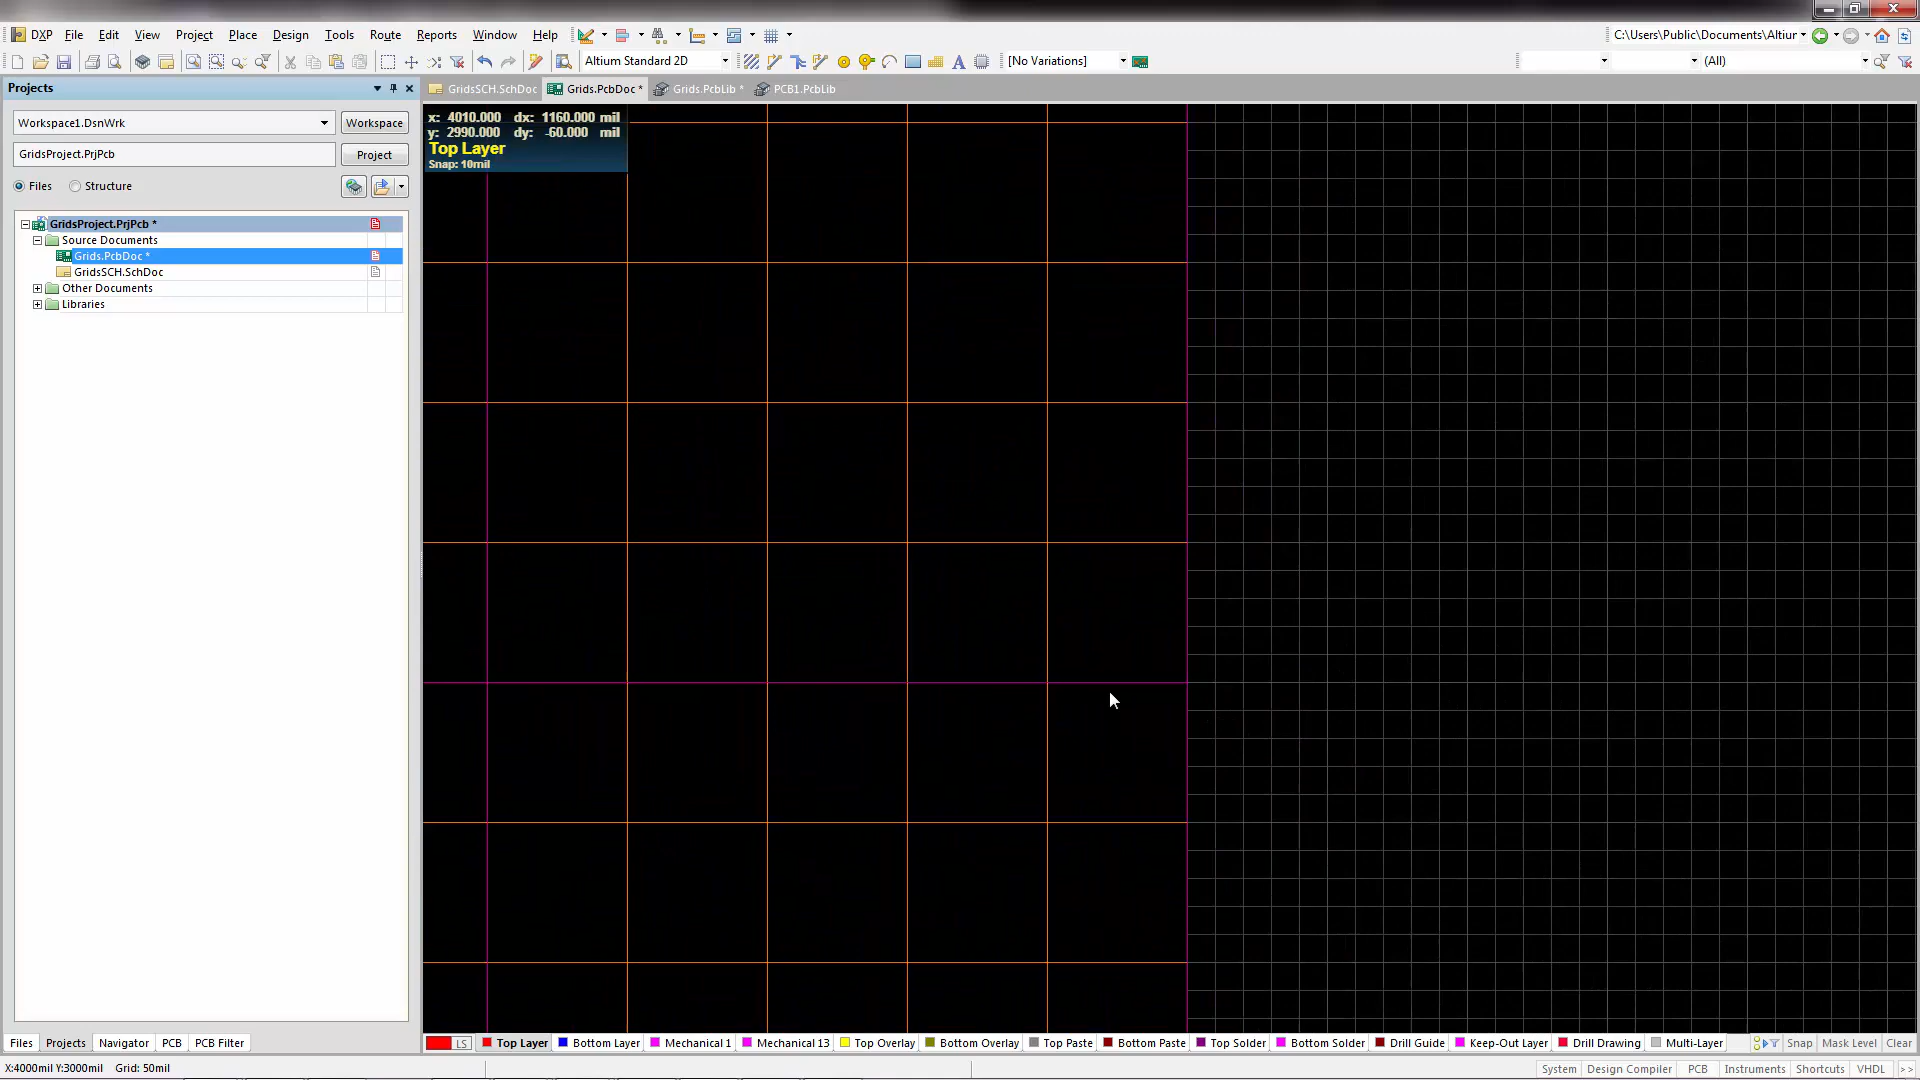 DXP File Edit View Project Place Design Tools Route Reports Window Help C:\Users\Public\Documents\Altiur
Altium Standard 2D [No Variations] (All)
Projects
GridsSCH.SchDoc Grids.PcbDoc * Grids.PcbLib * PCB1.PcbLib
Workspace1.DsnWrk Workspace
GridsProject.PrjPcb Project
Files Structure
x: 4010.000 dx: 1160.000 mil
y: 2990.000 dy: -60.000 mil
Top Layer
Snap: 10mil
GridsProject.PrjPcb *
Source Documents
Grids.PcbDoc *
GridsSCH.SchDoc
Other Documents
Libraries
Files Projects Navigator PCB PCB Filter
LS Top Layer Bottom Layer Mechanical 1 Mechanical 13 Top Overlay Bottom Overlay Top Paste Bottom Paste Top Solder Bottom Solder Drill Guide Keep-Out Layer Drill Drawing Multi-Layer Snap Mask Level Clear
X:4000mil Y:3000mil Grid: 50mil
System Design Compiler PCB Instruments Shortcuts VHDL >>